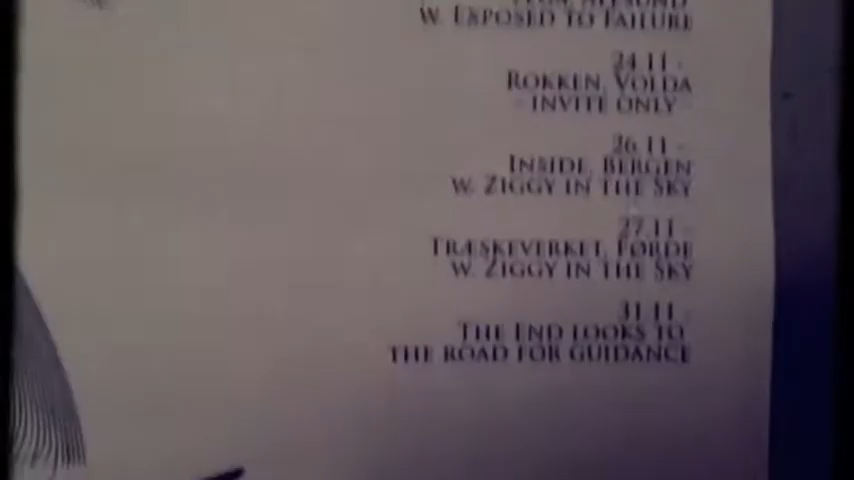 ÅLESUND
W. EXPOSED TO FAILURE
24.11 -
ROKKEN, VOLDA
- INVITE ONLY -
26.11 -
INSIDE, BERGEN
W. ZIGGY IN THE SKY
27.11 -
TRÆSKEVERKET, FØRDE
W. ZIGGY IN THE SKY
31.11 -
THE END LOOKS TO
THE ROAD FOR GUIDANCE